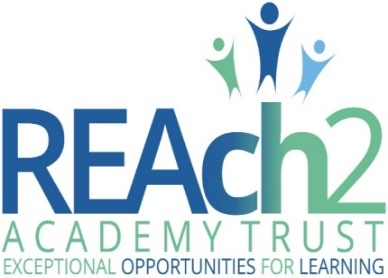 REAch2
ACADEMY TRUST
EXCEPTIONAL OPPORTUNITIES FOR LEARNING